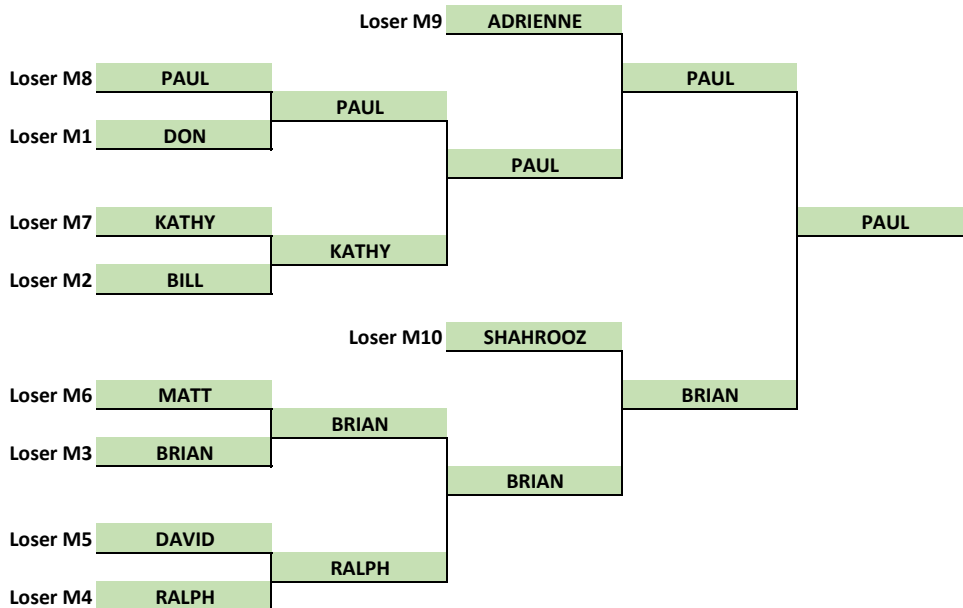 Loser M9 ADRIENNE
Loser M8 PAUL PAUL
PAUL
Loser M1 DON
PAUL
Loser M7 KATHY PAUL
KATHY
Loser M2 BILL
Loser M10 SHAHROOZ
Loser M6 MATT BRIAN
BRIAN
Loser M3 BRIAN
BRIAN
Loser M5 DAVID
RALPH
Loser M4 RALPH